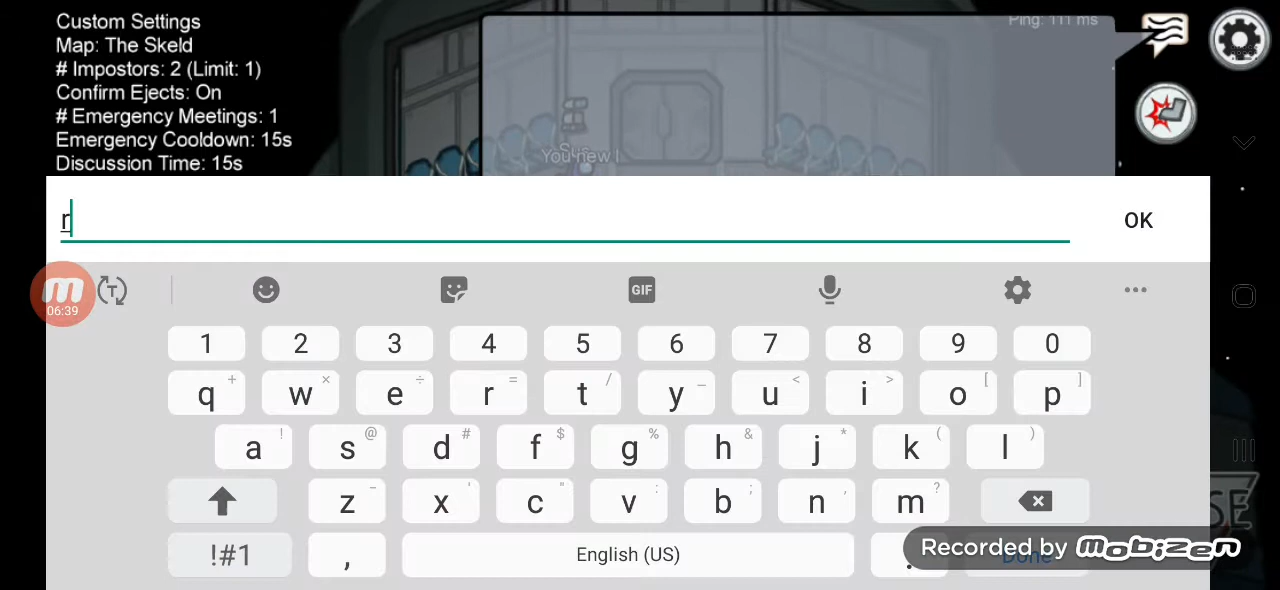 Custom Settings
Ping: 111 ms
Map: The Skeld
# Impostors: 2 (Limit: 1)
Confirm Ejects: On
# Emergency Meetings: 1
Emergency Cooldown: 15s
Discussion Time: 15s
You new I
r
OK
06:39
T
GIF
1 2 3 4 5 6 7 8 9 0
q + w × e ÷ r = t / y _ u < i > o [ p ]
a ! s @ d # f $ g % h & j * k ( l )
z - x ' c " v : b ; n , m ?
!#1 , English (US) . Done
Recorded by mobizen